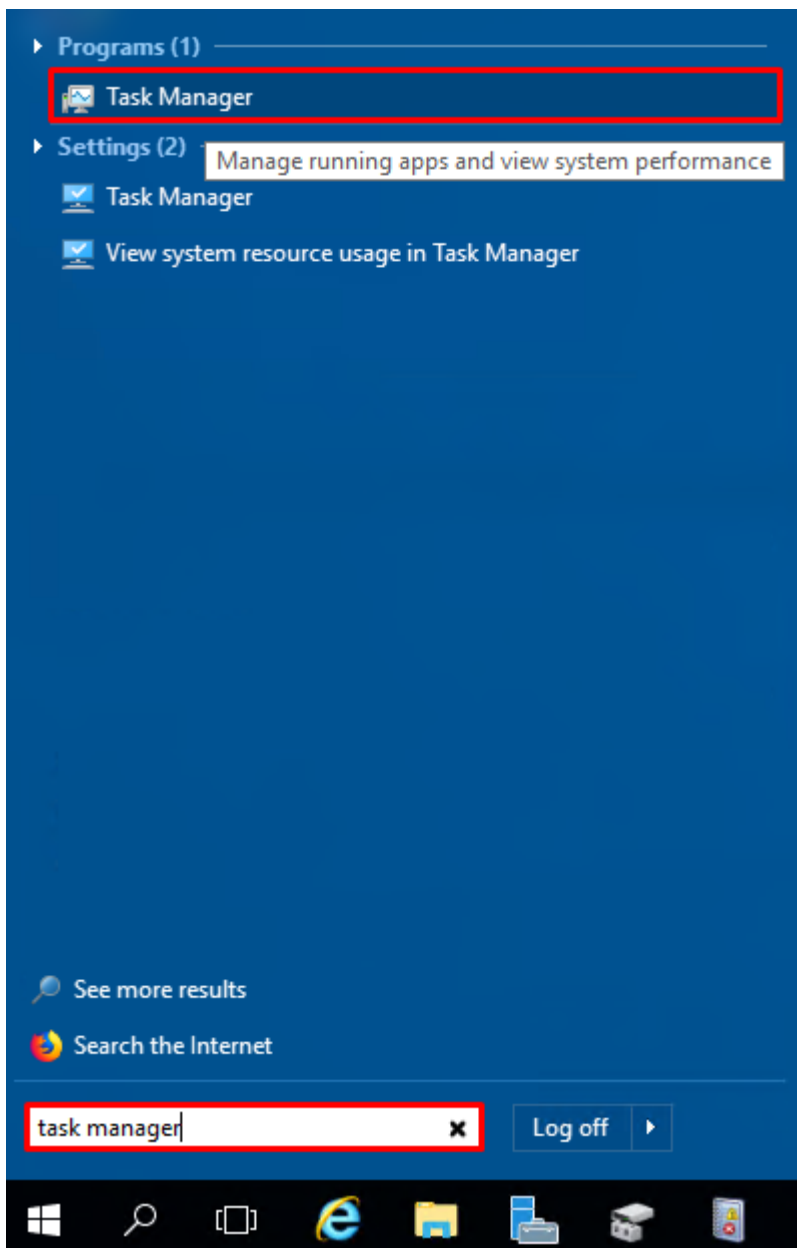 Programs (1)
Task Manager
Settings (2)
Manage running apps and view system performance
Task Manager
View system resource usage in Task Manager
See more results
Search the Internet
task manager
Log off